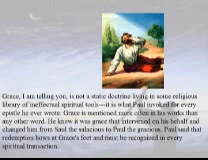 Grace, I am telling you, is not a static doctrine living in some religious
library of ineffectual spiritual tools—it is what Paul invoked for every
epistle he ever wrote. Grace is mentioned more often in his works than
any other word. He knew it was grace that intervened on his behalf and
changed him from Saul the salacious to Paul the gracious. Paul said that
redemption bows at Grace's feet and must be recognized in every
spiritual transaction.